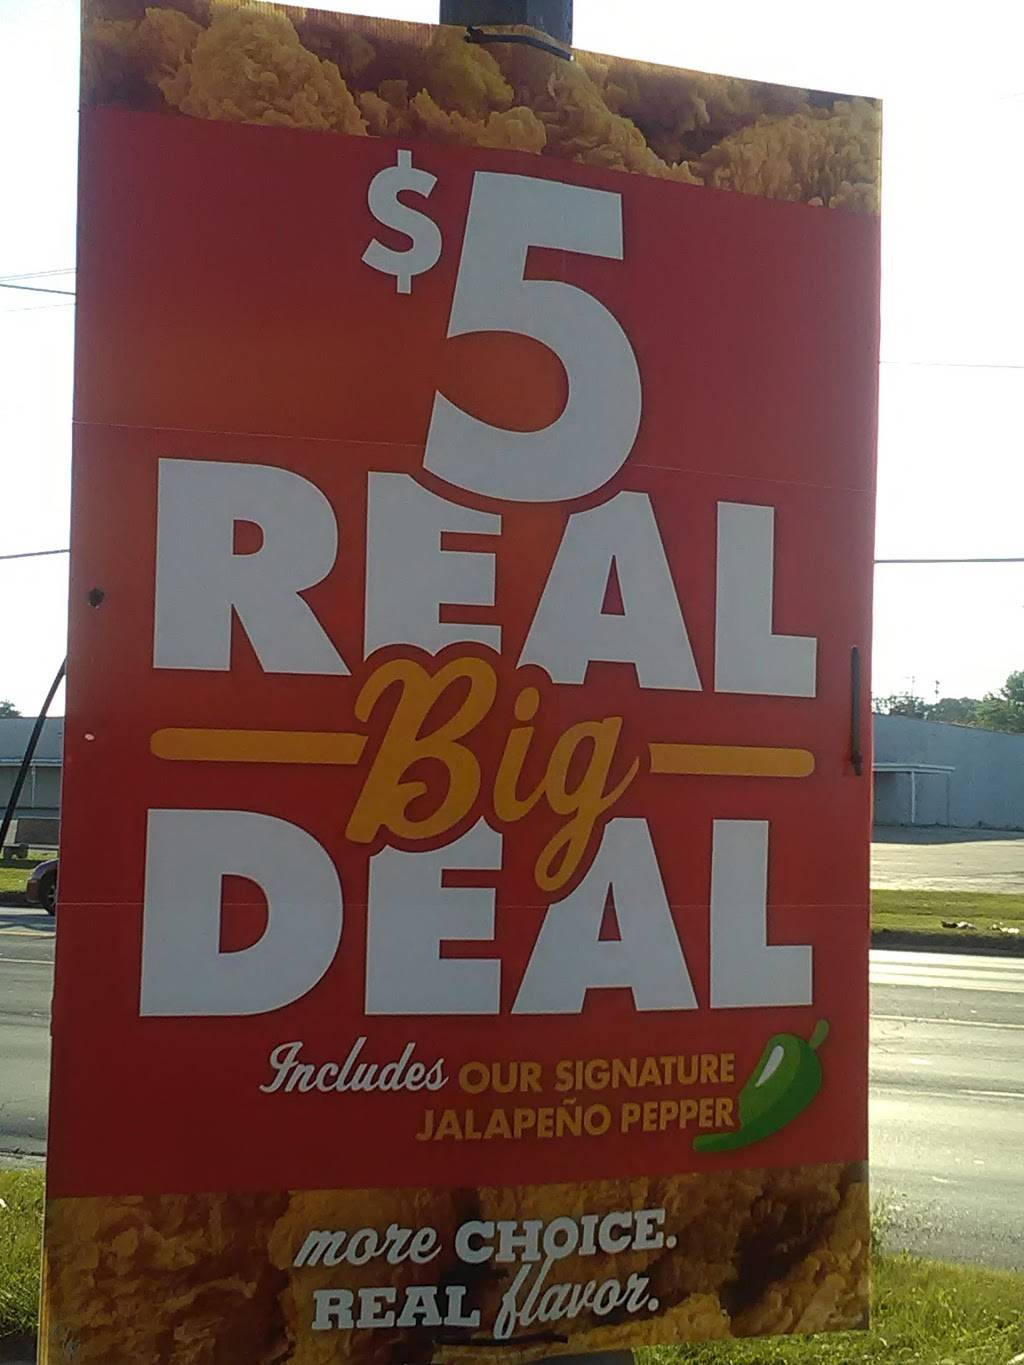 $5
REAL
Big
DEAL
Includes OUR SIGNATURE
JALAPEÑO PEPPER
more CHOICE.
REAL flavor.